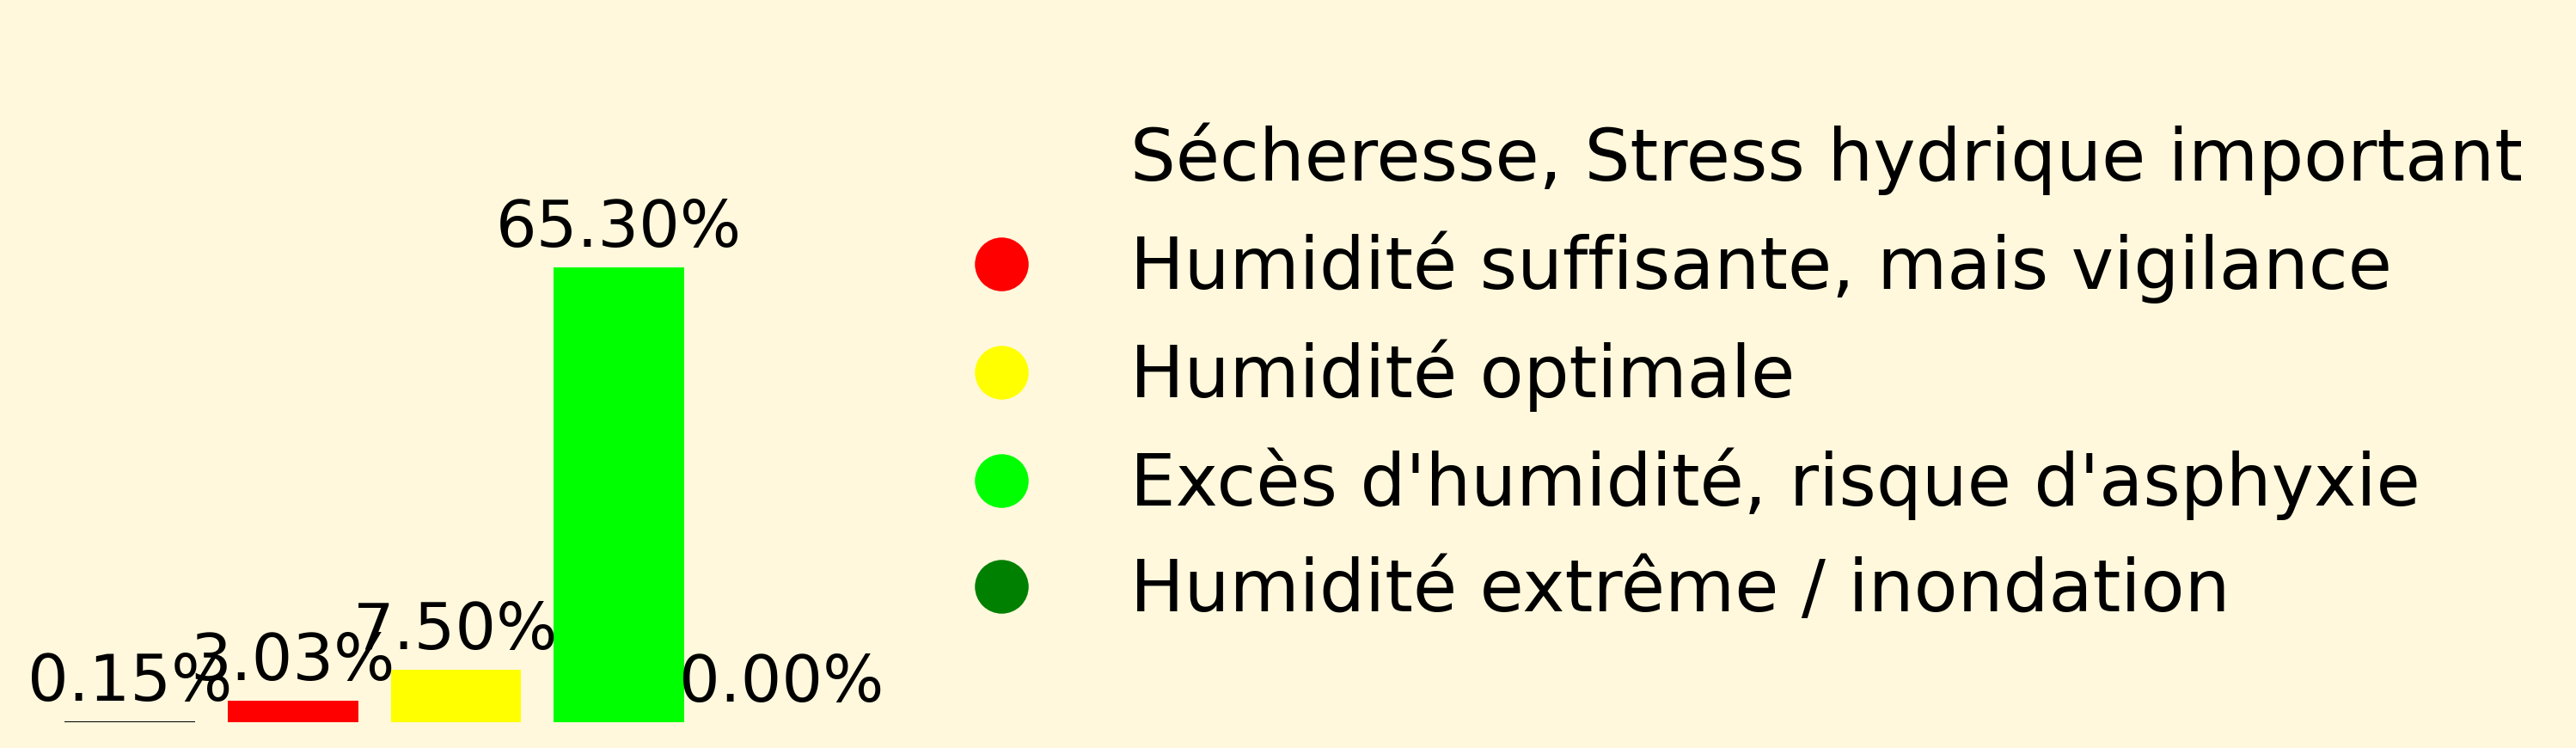 65.30%
7.50%
3.03%
0.15%
0.00%
Sécheresse, Stress hydrique important
Humidité suffisante, mais vigilance
Humidité optimale
Excès d'humidité, risque d'asphyxie
Humidité extrême / inondation